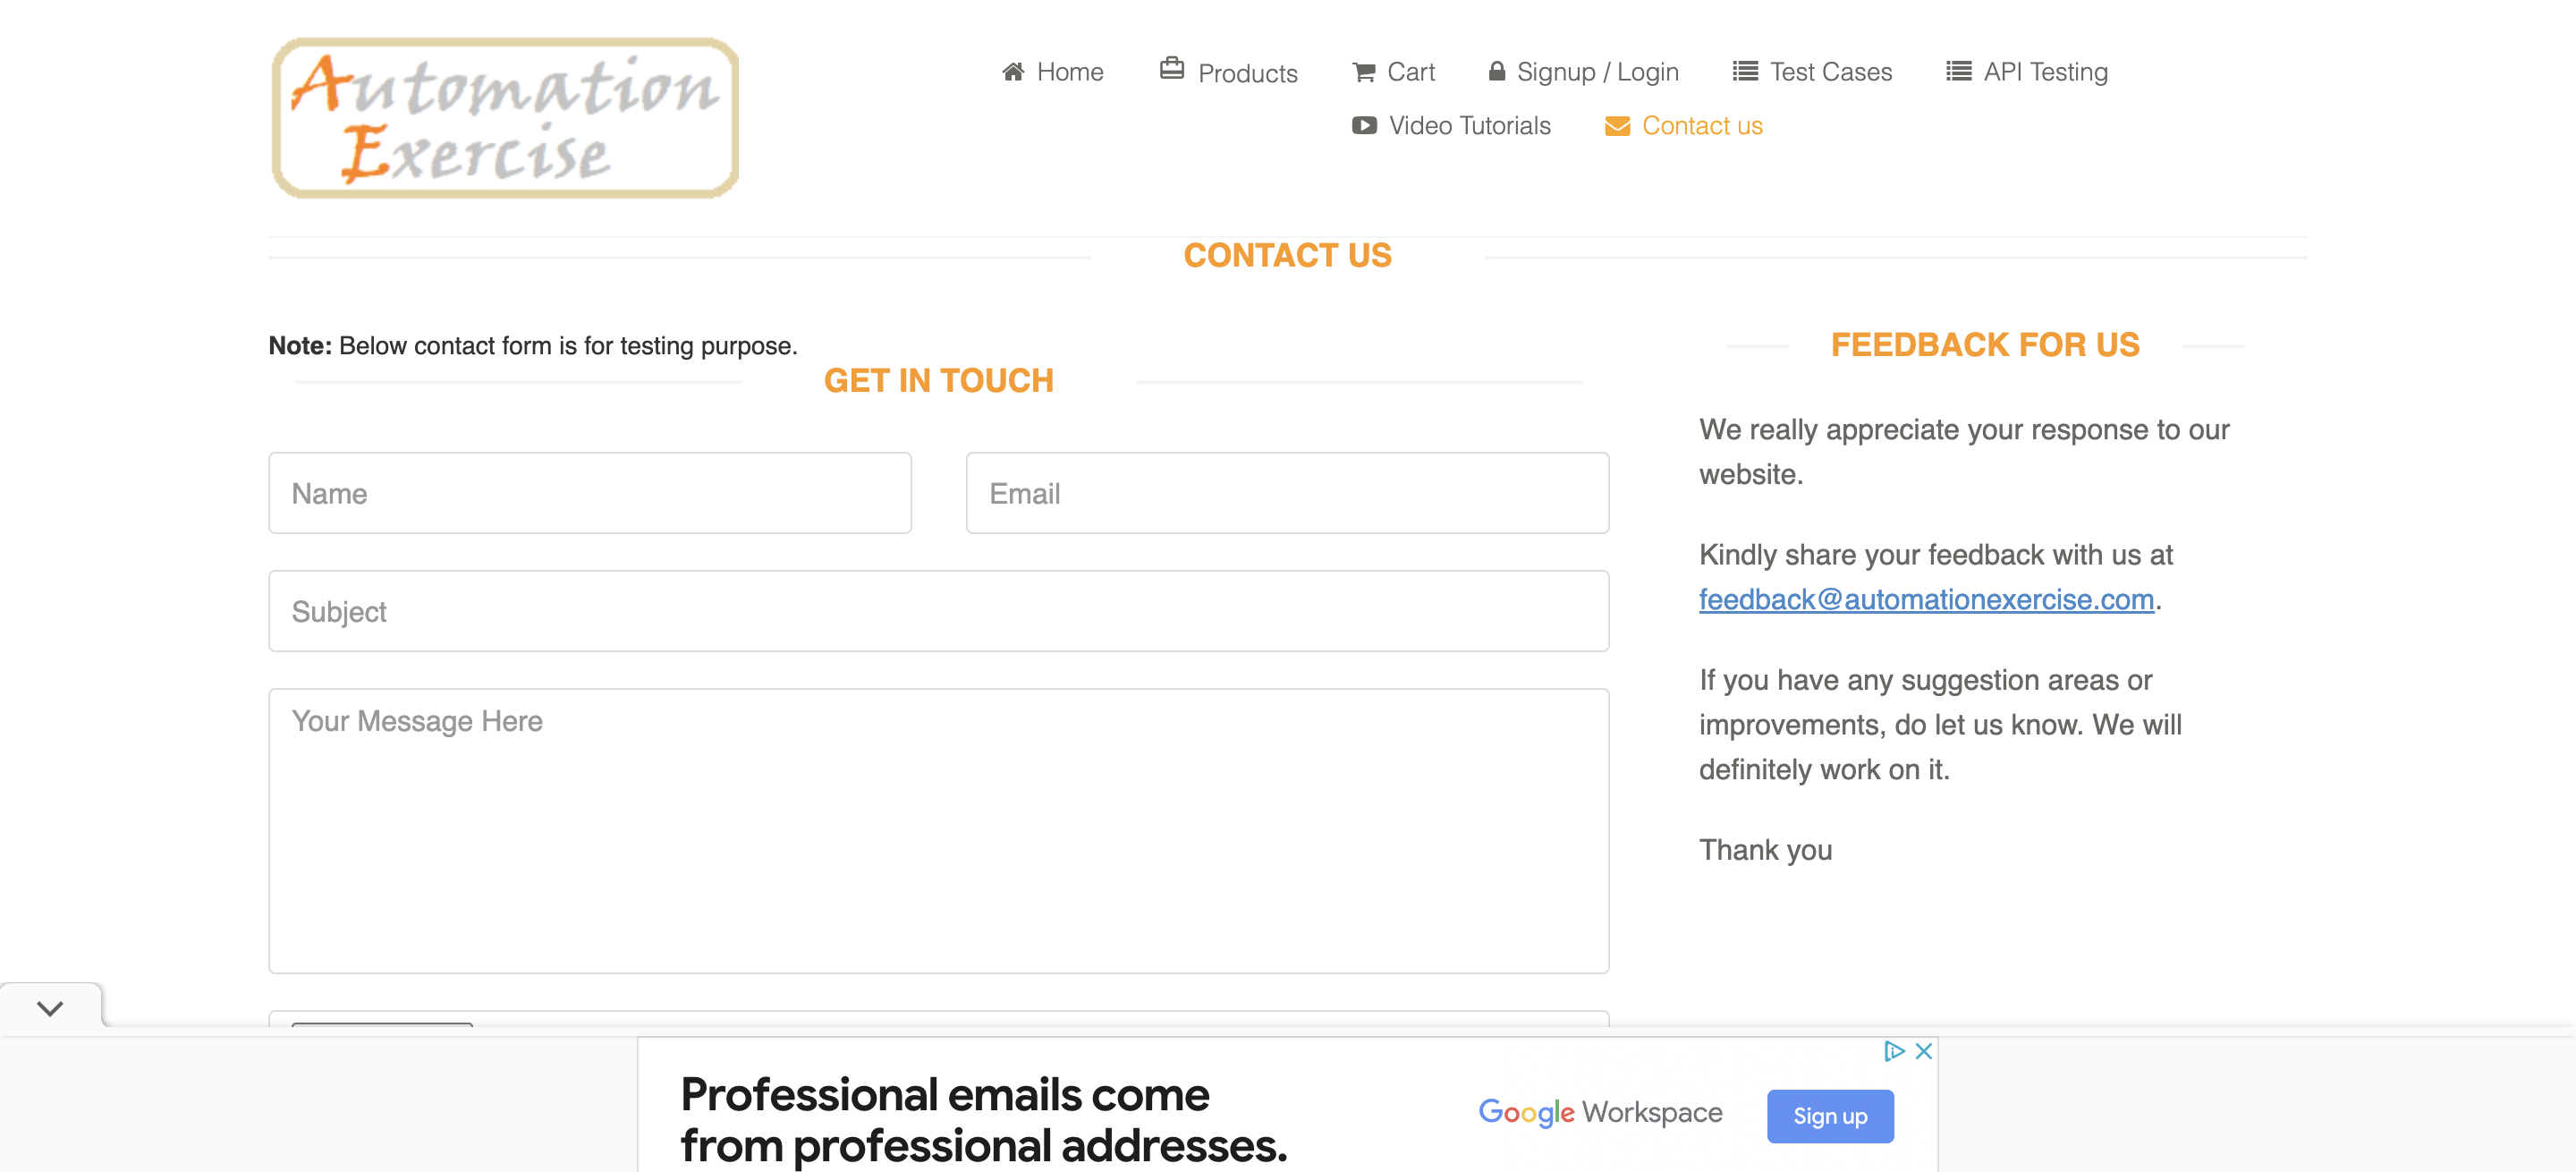 Automation
Exercise
Home
Products
Cart
Signup / Login
Test Cases
API Testing
Video Tutorials
Contact us
CONTACT US
Note: Below contact form is for testing purpose.
GET IN TOUCH
Name
Email
Subject
Your Message Here
FEEDBACK FOR US
We really appreciate your response to our
website.
Kindly share your feedback with us at
feedback@automationexercise.com.
If you have any suggestion areas or
improvements, do let us know. We will
definitely work on it.
Thank you
Professional emails come
from professional addresses.
Google Workspace
Sign up